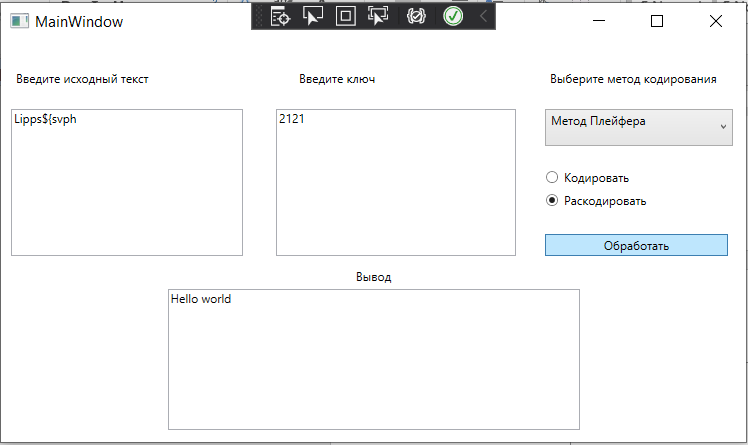 MainWindow
Введите исходный текст
Введите ключ
Выберите метод кодирования
Lipps${svph
2121
Метод Плейфера
Кодировать
Раскодировать
Обработать
Вывод
Hello world